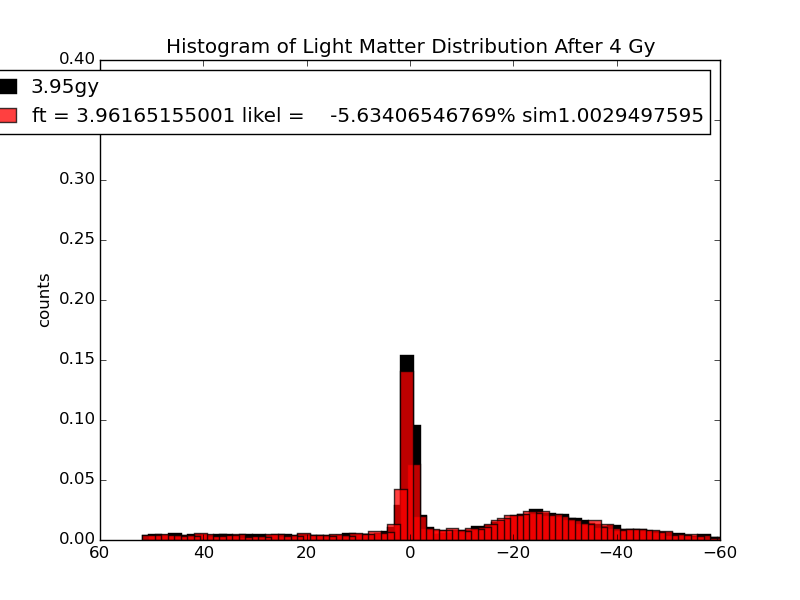 Histogram of Light Matter Distribution After 4 Gy
3.95gy
ft = 3.96165155001 likel = -5.63406546769% sim1.0029497595
counts
0.40
0.30
0.25
0.20
0.15
0.10
0.05
0.00
60 40 20 0 −20 −40 −60